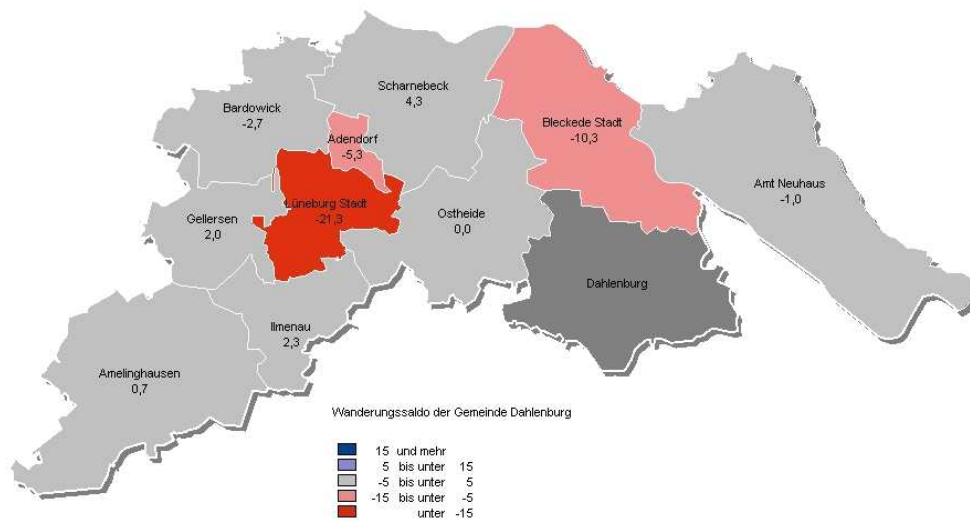 Scharnebeck
4,3
Bardowick
-2,7
Adendorf
-5,3
Bleckede Stadt
-10,3
Amt Neuhaus
-1,0
Lüneburg Stadt
-21,3
Gellersen
2,0
Ostheide
0,0
Dahlenburg
Ilmenau
2,3
Amelinghausen
0,7
Wanderungssaldo der Gemeinde Dahlenburg
15 und mehr
5 bis unter 15
-5 bis unter 5
-15 bis unter -5
unter -15